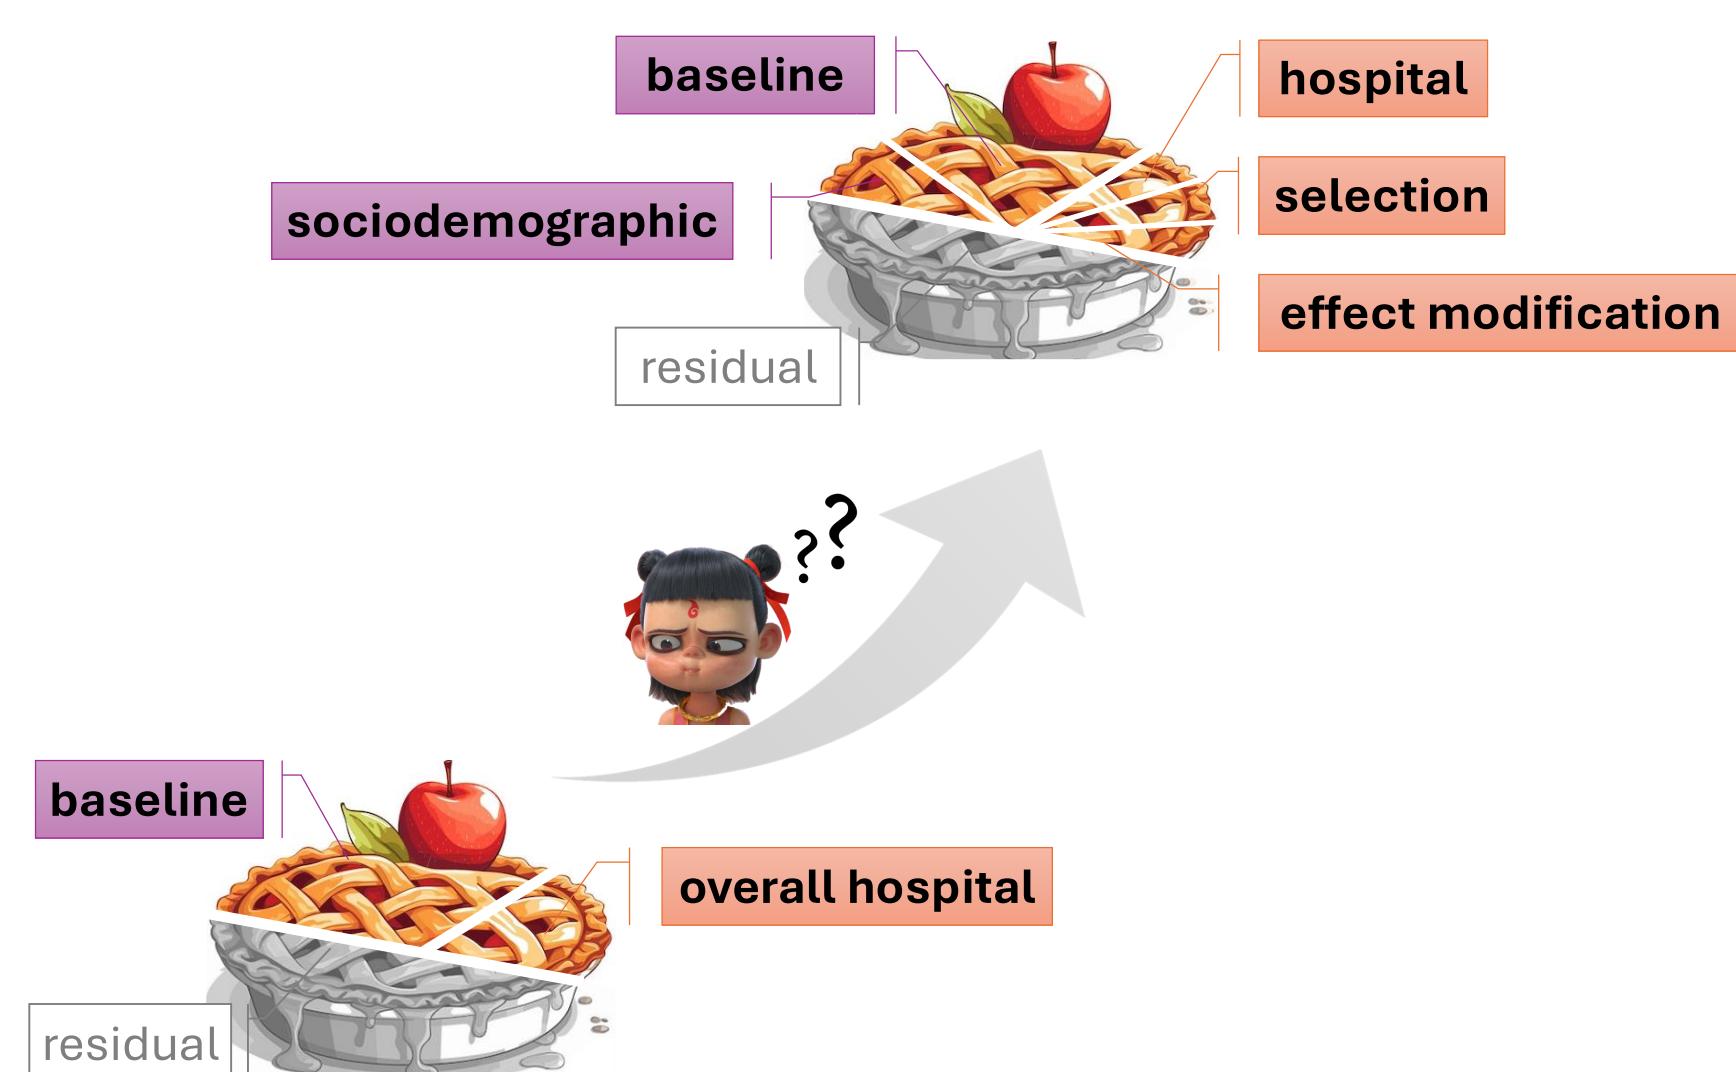 baseline
hospital
selection
sociodemographic
effect modification
residual
??
baseline
overall hospital
residual